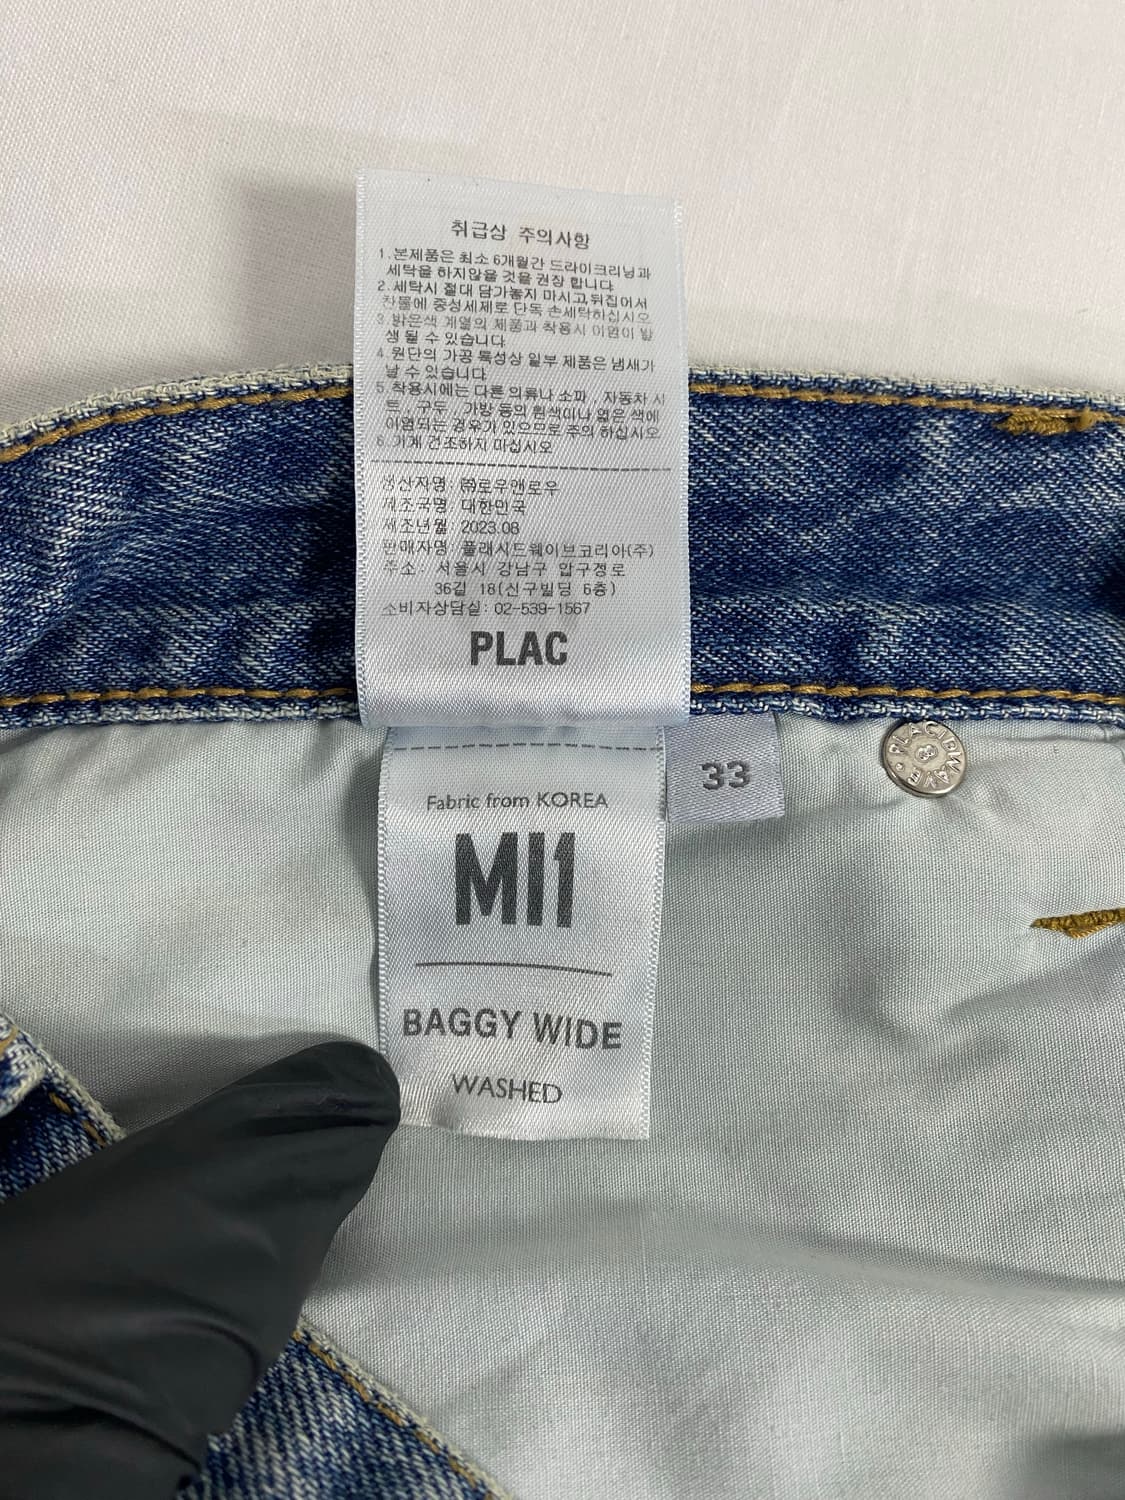 취급상 주의사항
1.본제품은 최소 6개월간 드라이크리닝과
세탁을 하지않을 것을 권장 합니다
2.세탁시 절대 담가놓지 마시고,뒤집어서
찬물에 중성세제로 단독 손세탁하십시오
3.밝은색 계열의 제품과 착용시 이염이 발
생 될 수 있습니다
4.원단의 가공 특성상 일부 제품은 냄새가
날 수 있습니다
5.착용시에는 다른 의류나 소파, 자동차 시
트, 구두, 가방 등의 흰색이나 엷은 색에
이염되는 경우가 있으므로 주의 하십시오
6.기계 건조하지 마십시오
생산자명: ㈜로우앤로우
제조국명: 대한민국
제조년월: 2023.08
판매자명: 플래시드웨이브코리아(주)
주소: 서울시 강남구 압구정로
36길 18(신구빌딩 6층)
소비자상담실: 02-539-1567
PLAC
33
Fabric from KOREA
MI1
BAGGY WIDE
WASHED